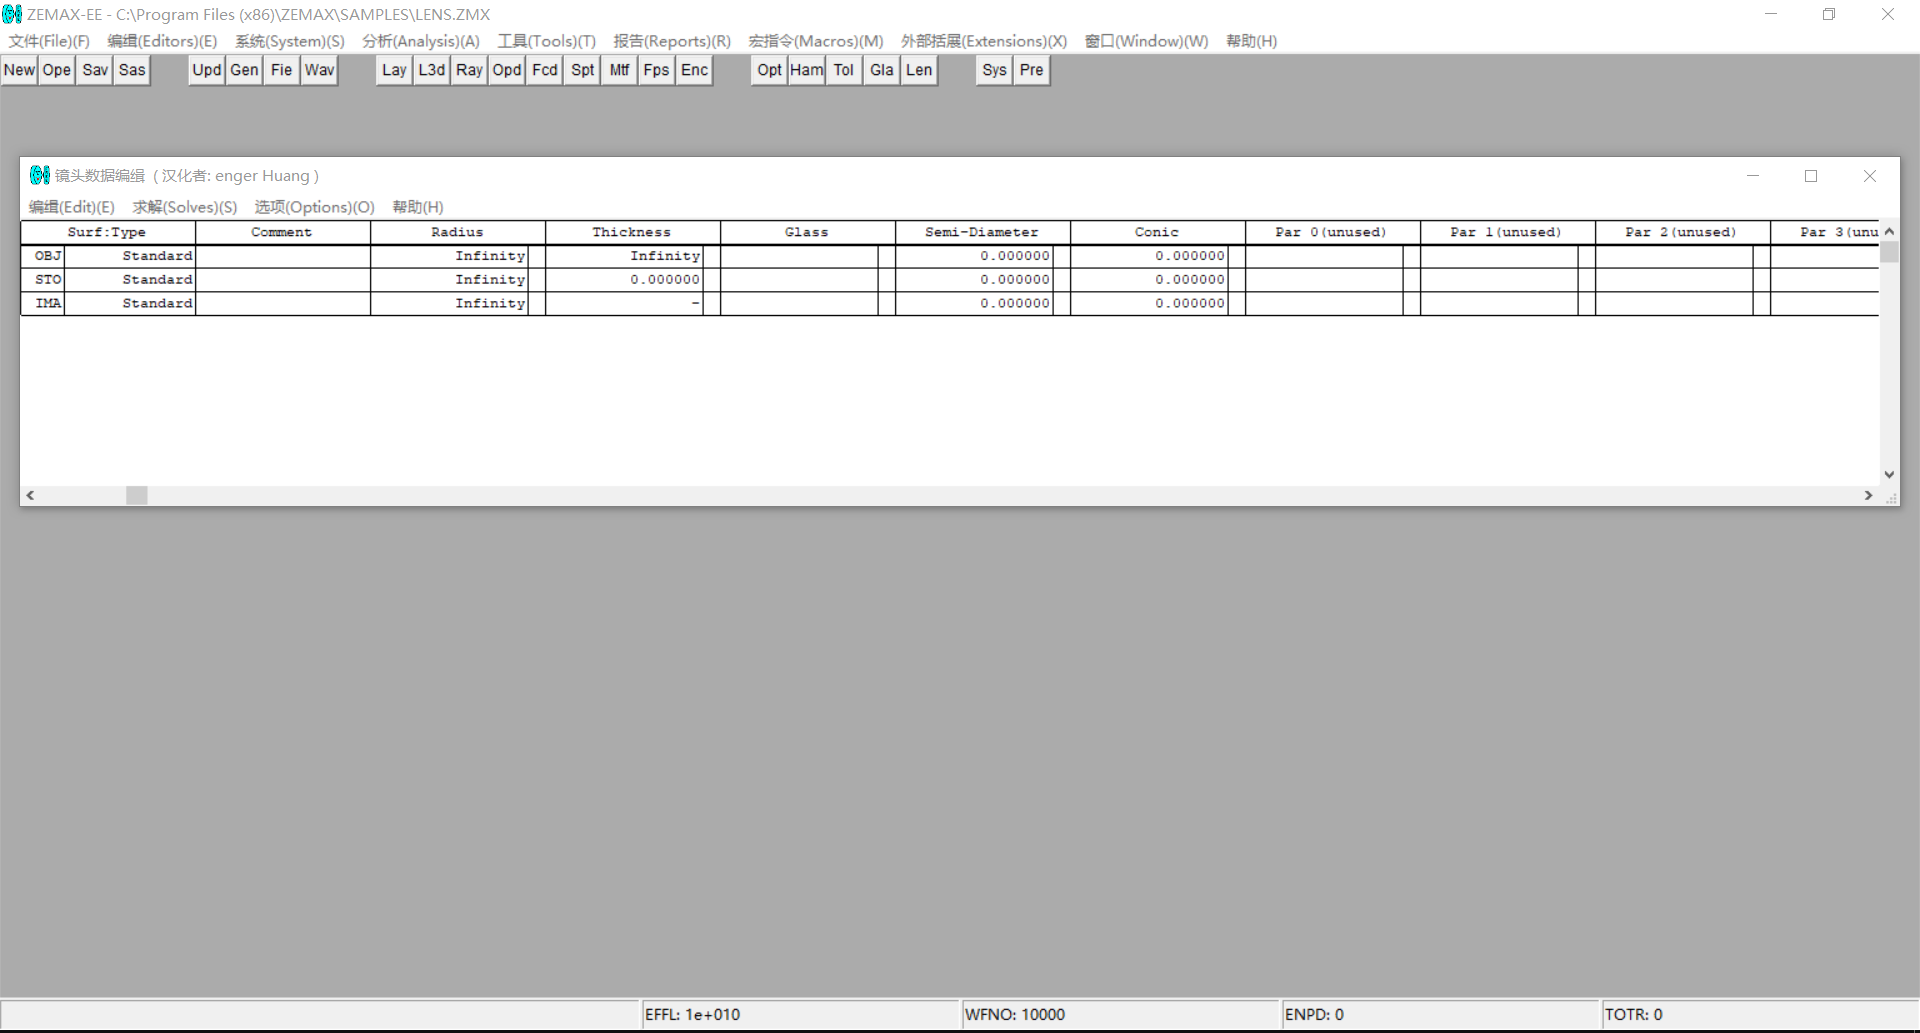 ZEMAX-EE - C:\Program Files (x86)\ZEMAX\SAMPLES\LENS.ZMX
文件(File)(F) 编缉(Editors)(E) 系统(System)(S) 分析(Analysis)(A) 工具(Tools)(T) 报告(Reports)(R) 宏指令(Macros)(M) 外部括展(Extensions)(X) 窗囗(Window)(W) 帮助(H)
New Ope Sav Sas Upd Gen Fie Wav Lay L3d Ray Opd Fcd Spt Mtf Fps Enc Opt Ham Tol Gla Len Sys Pre
镜头数据编缉 ( 汉化者: enger Huang )
编缉(Edit)(E) 求解(Solves)(S) 选项(Options)(O) 帮助(H)
Surf:Type Comment Radius Thickness Glass Semi-Diameter Conic Par 0(unused) Par 1(unused) Par 2(unused) Par 3(unu
OBJ Standard Infinity Infinity 0.000000 0.000000
STO Standard Infinity 0.000000 0.000000 0.000000
IMA Standard Infinity - 0.000000 0.000000
EFFL: 1e+010 WFNO: 10000 ENPD: 0 TOTR: 0